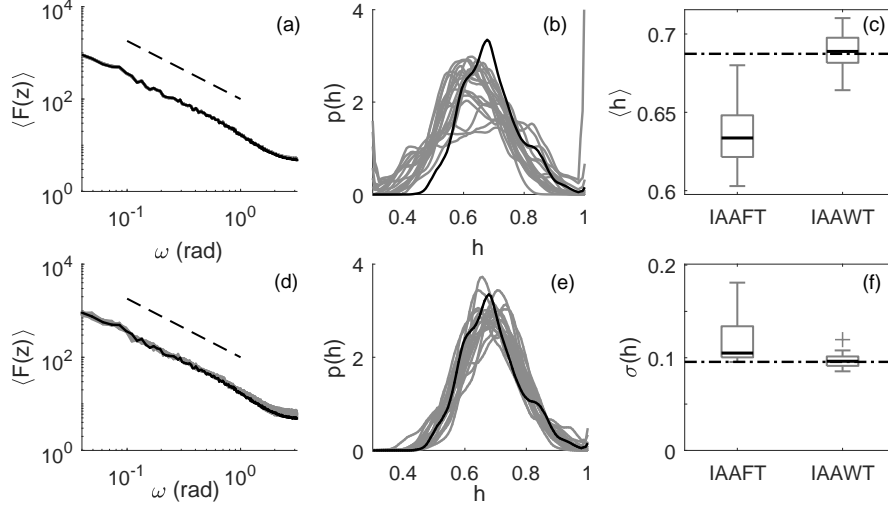 (a)
⟨F(z)⟩
10^4
10^2
10^0
10^-1
10^0
ω (rad)
(b)
p(h)
4
2
0
0.4
0.6
0.8
1
h
(c)
⟨h⟩
0.7
0.65
0.6
IAAFT
IAAWT
(d)
⟨F(z)⟩
10^4
10^2
10^0
10^-1
10^0
ω (rad)
(e)
p(h)
4
2
0
0.4
0.6
0.8
1
h
(f)
σ(h)
0.2
0.1
0
IAAFT
IAAWT